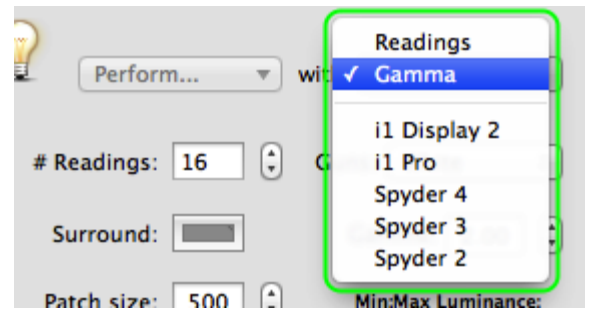 Perform... wit
Readings
✓ Gamma
i1 Display 2
i1 Pro
Spyder 4
Spyder 3
Spyder 2
# Readings: 16
Surround:
Patch size: 500
Min:Max Luminance: